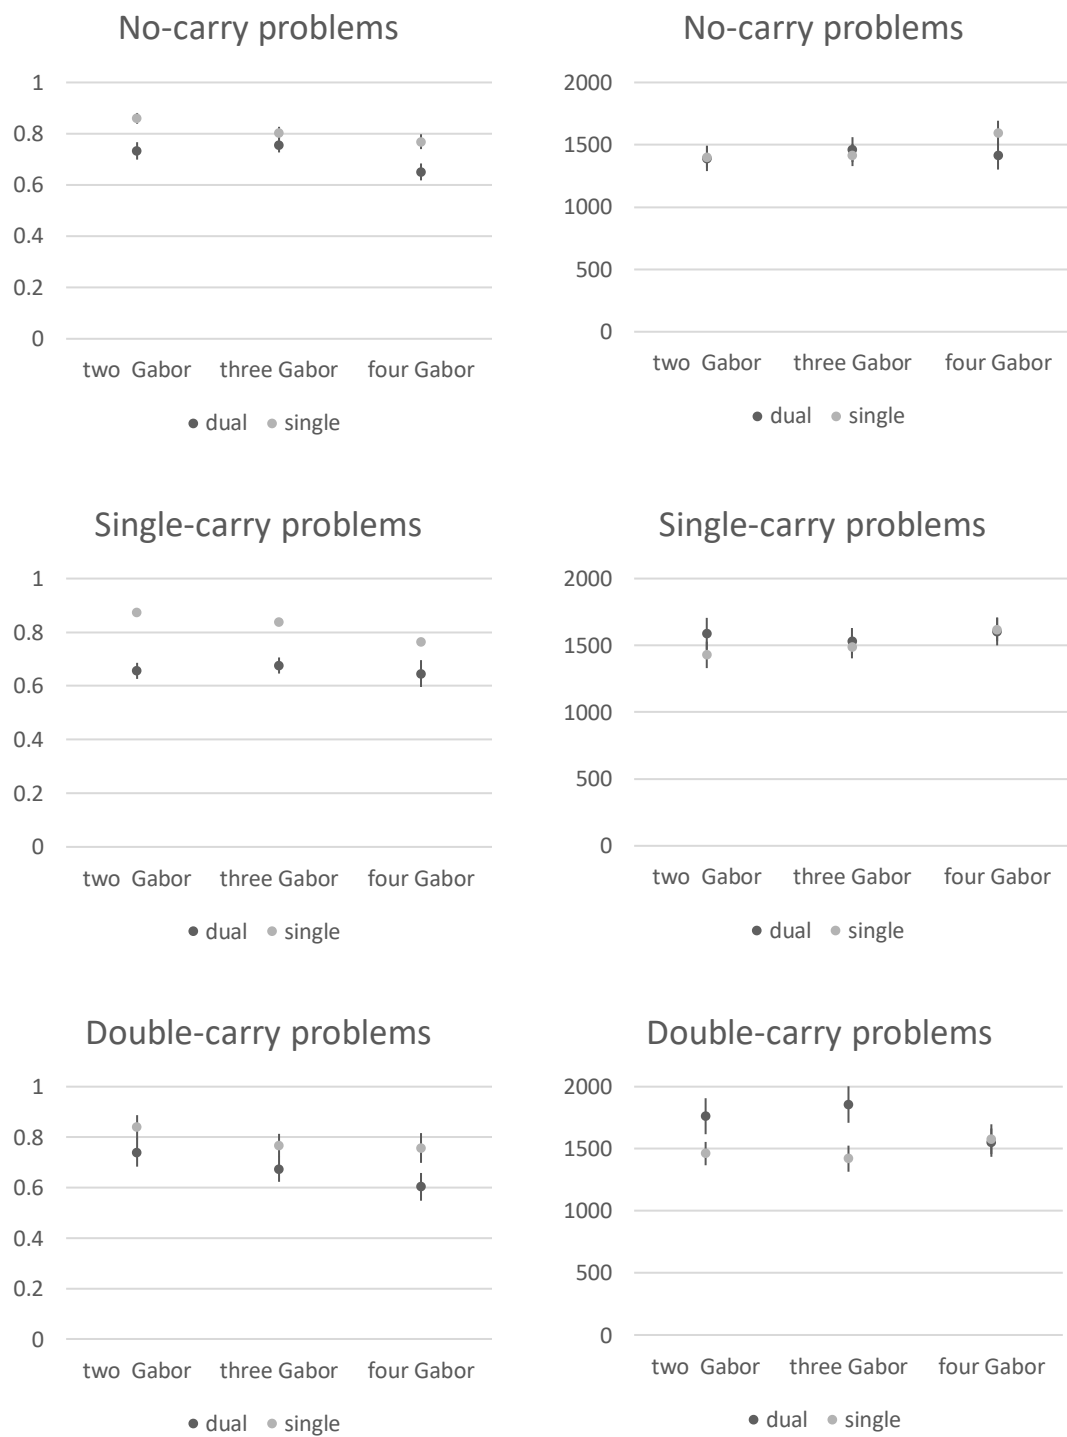 No-carry problems
1
0.8
0.6
0.4
0.2
0
two Gabor three Gabor four Gabor
dual single
No-carry problems
2000
1500
1000
500
0
two Gabor three Gabor four Gabor
dual single
Single-carry problems
1
0.8
0.6
0.4
0.2
0
two Gabor three Gabor four Gabor
dual single
Single-carry problems
2000
1500
1000
500
0
two Gabor three Gabor four Gabor
dual single
Double-carry problems
1
0.8
0.6
0.4
0.2
0
two Gabor three Gabor four Gabor
dual single
Double-carry problems
2000
1500
1000
500
0
two Gabor three Gabor four Gabor
dual single